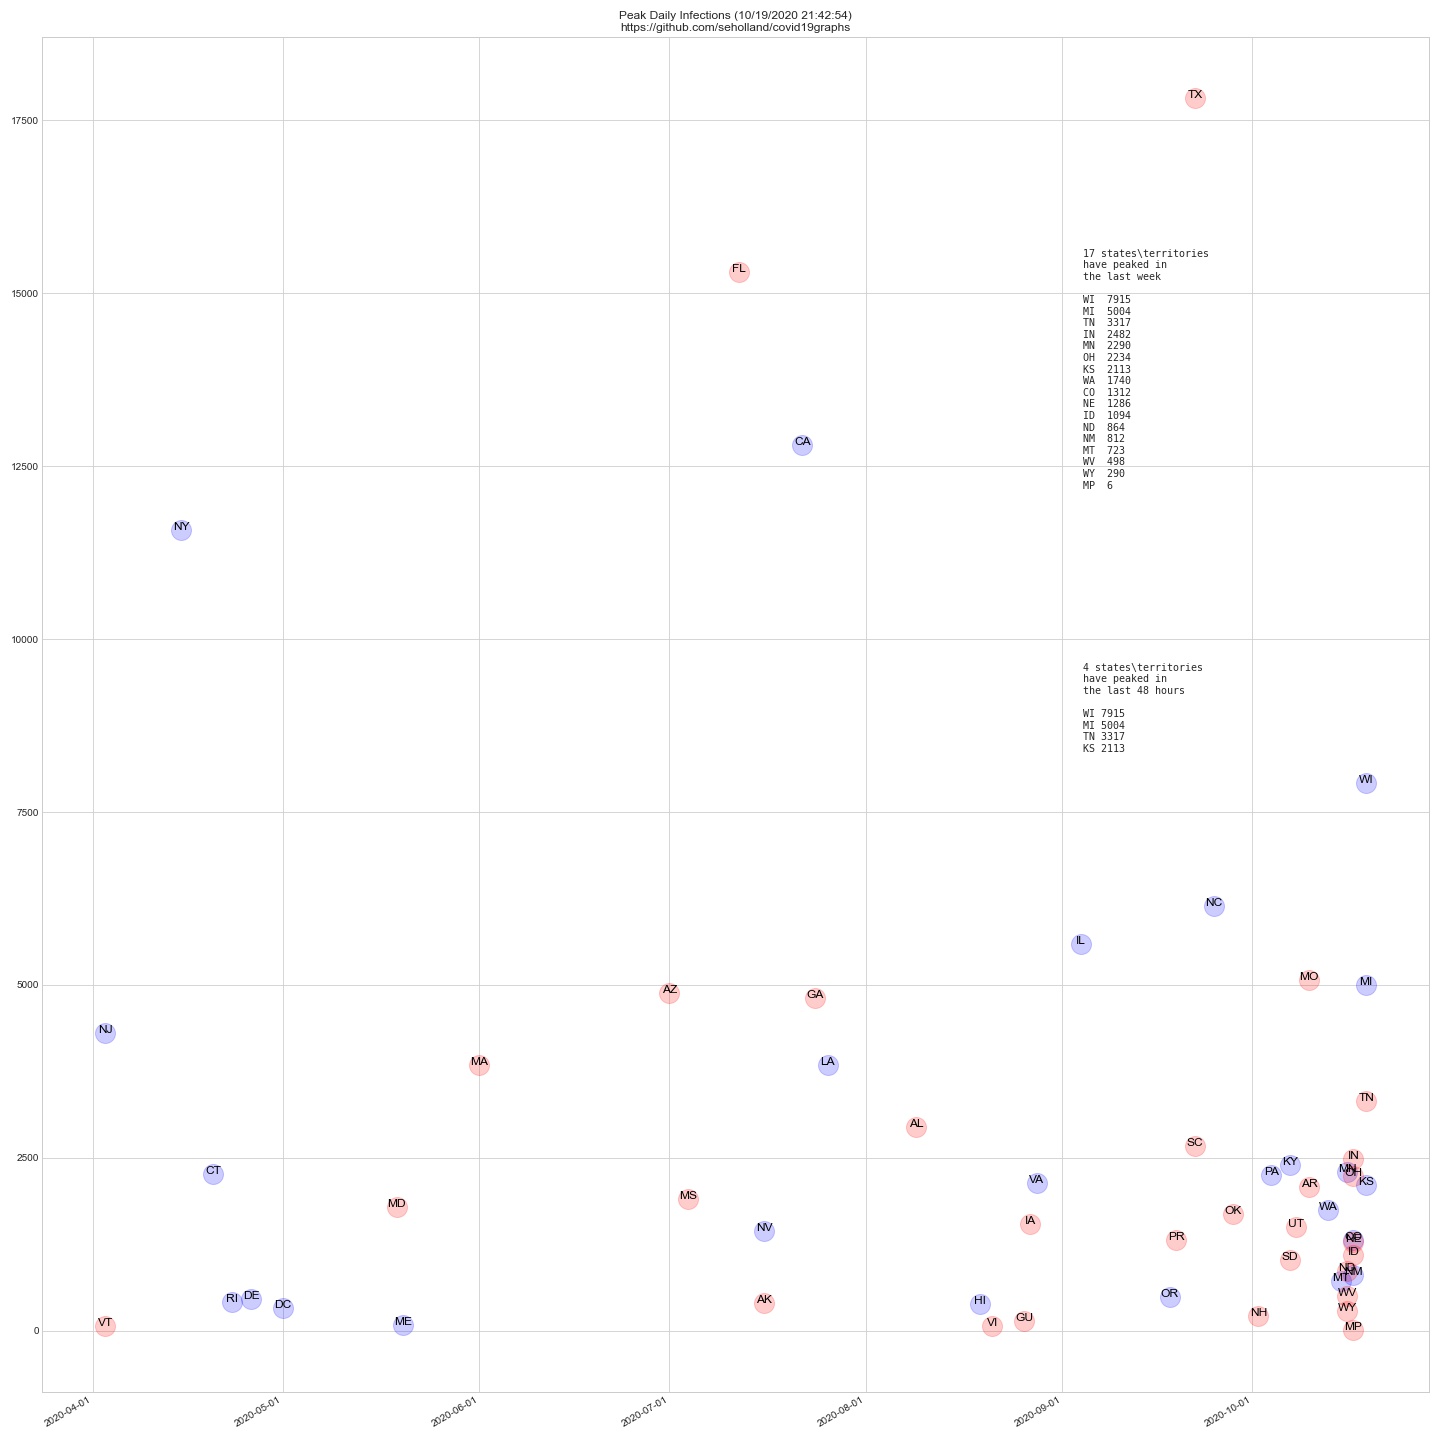 Peak Daily Infections (10/19/2020 21:42:54)
https://github.com/seholland/covid19graphs
TX
17500
FL
17 states\territories
have peaked in
the last week
15000
WI 7915
MI 5004
TN 3317
IN 2482
MN 2290
OH 2234
KS 2113
WA 1740
CO 1312
NE 1286
ID 1094
ND 864
NM 812
MT 723
WV 498
WY 290
MP 6
CA
12500
NY
10000
4 states\territories
have peaked in
the last 48 hours
WI 7915
MI 5004
TN 3317
KS 2113
WI
7500
NC
IL
5000
AZ
GA
MO
MI
NJ
MA
LA
TN
AL
SC
2500
CT
MD
MS
NV
VA
IA
PR
OK
PA
KY
AR
UT
SD
WA
IN
MN
OH
KS
CO
NE
ID
ND
NM
MT
WV
WY
MP
RI
DE
DC
ME
VT
AK
HI
VI
GU
OR
NH
0
2020-04-01
2020-05-01
2020-06-01
2020-07-01
2020-08-01
2020-09-01
2020-10-01